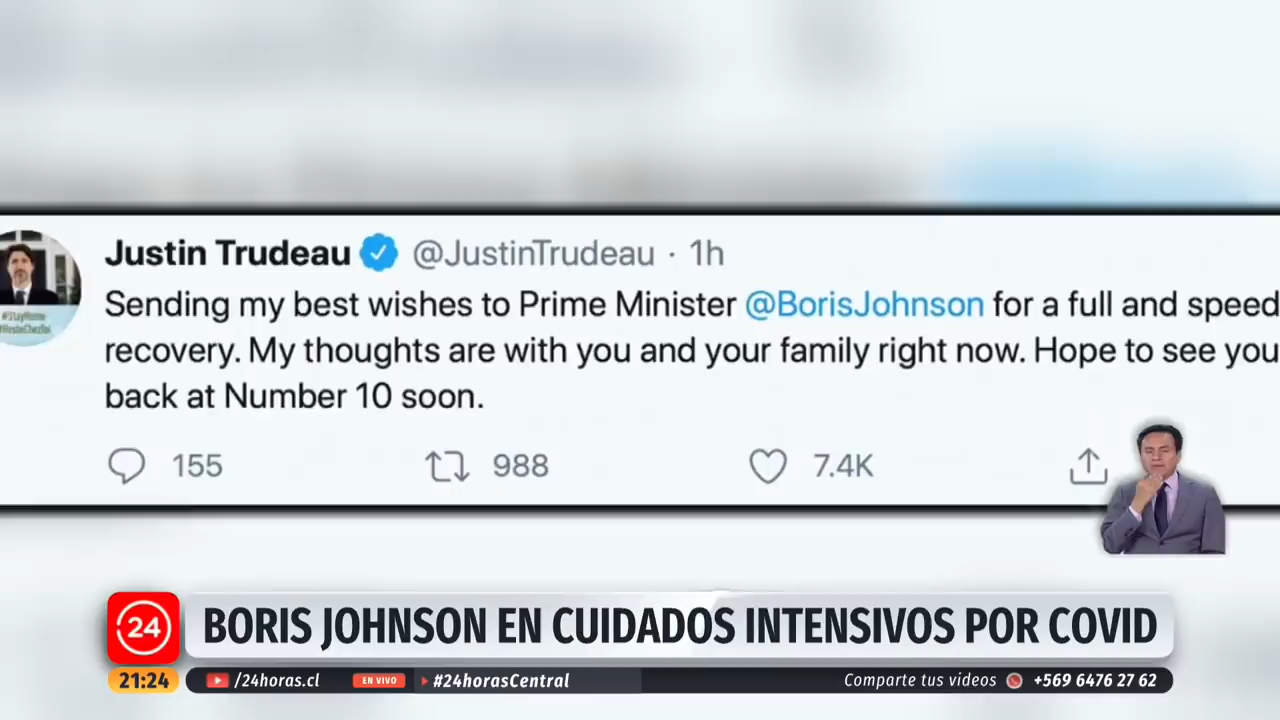 Justin Trudeau @JustinTrudeau · 1h
Sending my best wishes to Prime Minister @BorisJohnson for a full and speed
recovery. My thoughts are with you and your family right now. Hope to see you
back at Number 10 soon.
155 988 7.4K
#StayHome
24 BORIS JOHNSON EN CUIDADOS INTENSIVOS POR COVID
21:24 /24horas.cl EN VIVO #24horasCentral Comparte tus videos +569 6476 27 62